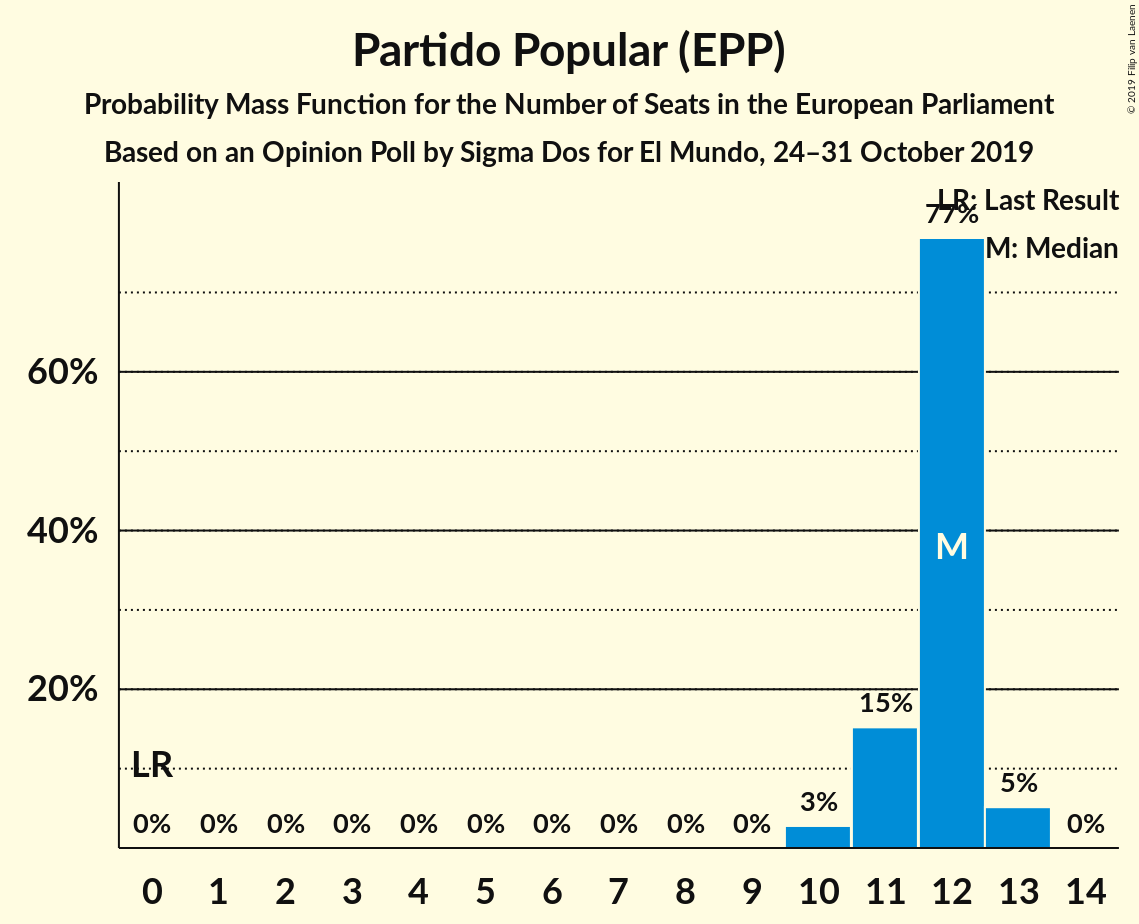 Partido Popular (EPP)
Probability Mass Function for the Number of Seats in the European Parliament
Based on an Opinion Poll by Sigma Dos for El Mundo, 24–31 October 2019
© 2019 Filip van Laenen
LR: Last Result
M: Median
77%
60%
40%
M
20%
15%
LR
5%
3%
0% 0% 0% 0% 0% 0% 0% 0% 0% 0% 0%
0 1 2 3 4 5 6 7 8 9 10 11 12 13 14